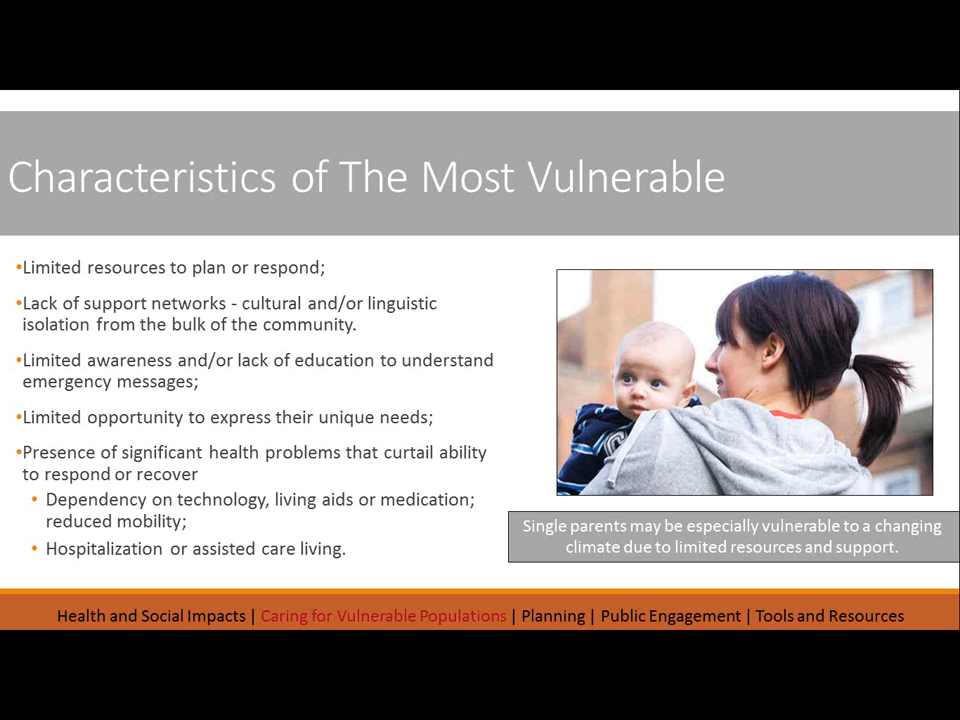 Characteristics of The Most Vulnerable
•Limited resources to plan or respond;
•Lack of support networks - cultural and/or linguistic
isolation from the bulk of the community.
•Limited awareness and/or lack of education to understand
emergency messages;
•Limited opportunity to express their unique needs;
•Presence of significant health problems that curtail ability
to respond or recover
• Dependency on technology, living aids or medication;
reduced mobility;
• Hospitalization or assisted care living.
Single parents may be especially vulnerable to a changing
climate due to limited resources and support.
Health and Social Impacts | Caring for Vulnerable Populations | Planning | Public Engagement | Tools and Resources